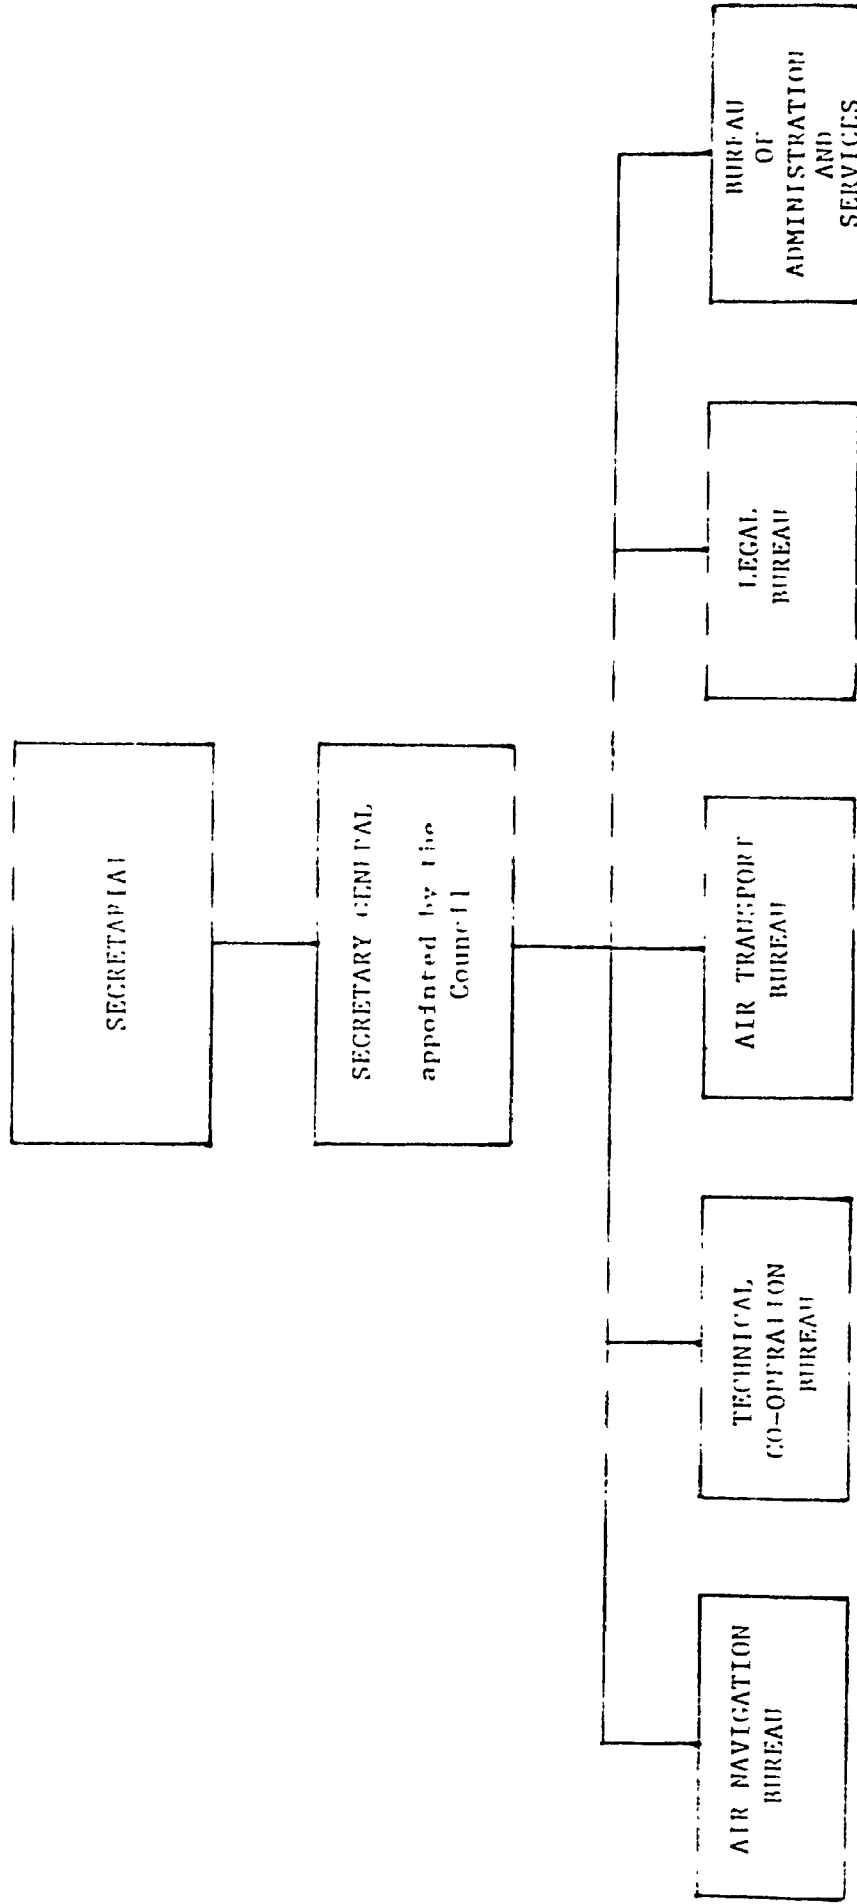 SECRETARIAT
SECRETARY GENERAL
appointed by the
Council
AIR NAVIGATION
BUREAU
TECHNICAL
CO-OPERATION
BUREAU
AIR TRANSPORT
BUREAU
LEGAL
BUREAU
BUREAU
OF
ADMINISTRATION
AND
SERVICES